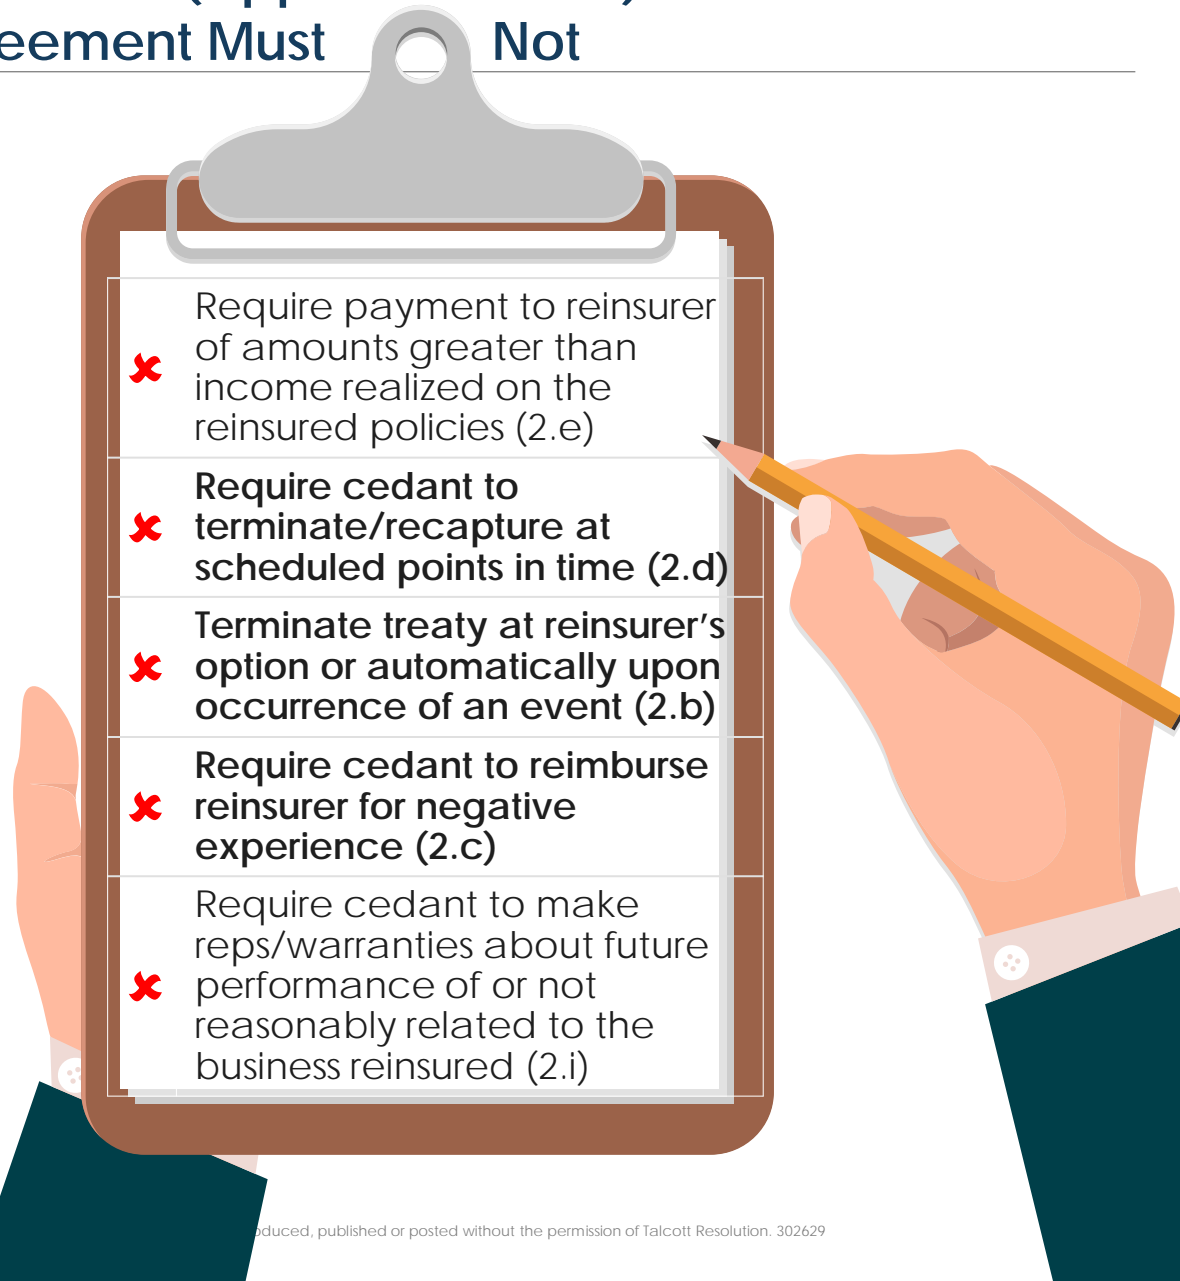 eement Must Not
Require payment to reinsurer
of amounts greater than
income realized on the
reinsured policies (2.e)
Require cedant to
terminate/recapture at
scheduled points in time (2.d)
Terminate treaty at reinsurer’s
option or automatically upon
occurrence of an event (2.b)
Require cedant to reimburse
reinsurer for negative
experience (2.c)
Require cedant to make
reps/warranties about future
performance of or not
reasonably related to the
business reinsured (2.i)
oduced, published or posted without the permission of Talcott Resolution. 302629